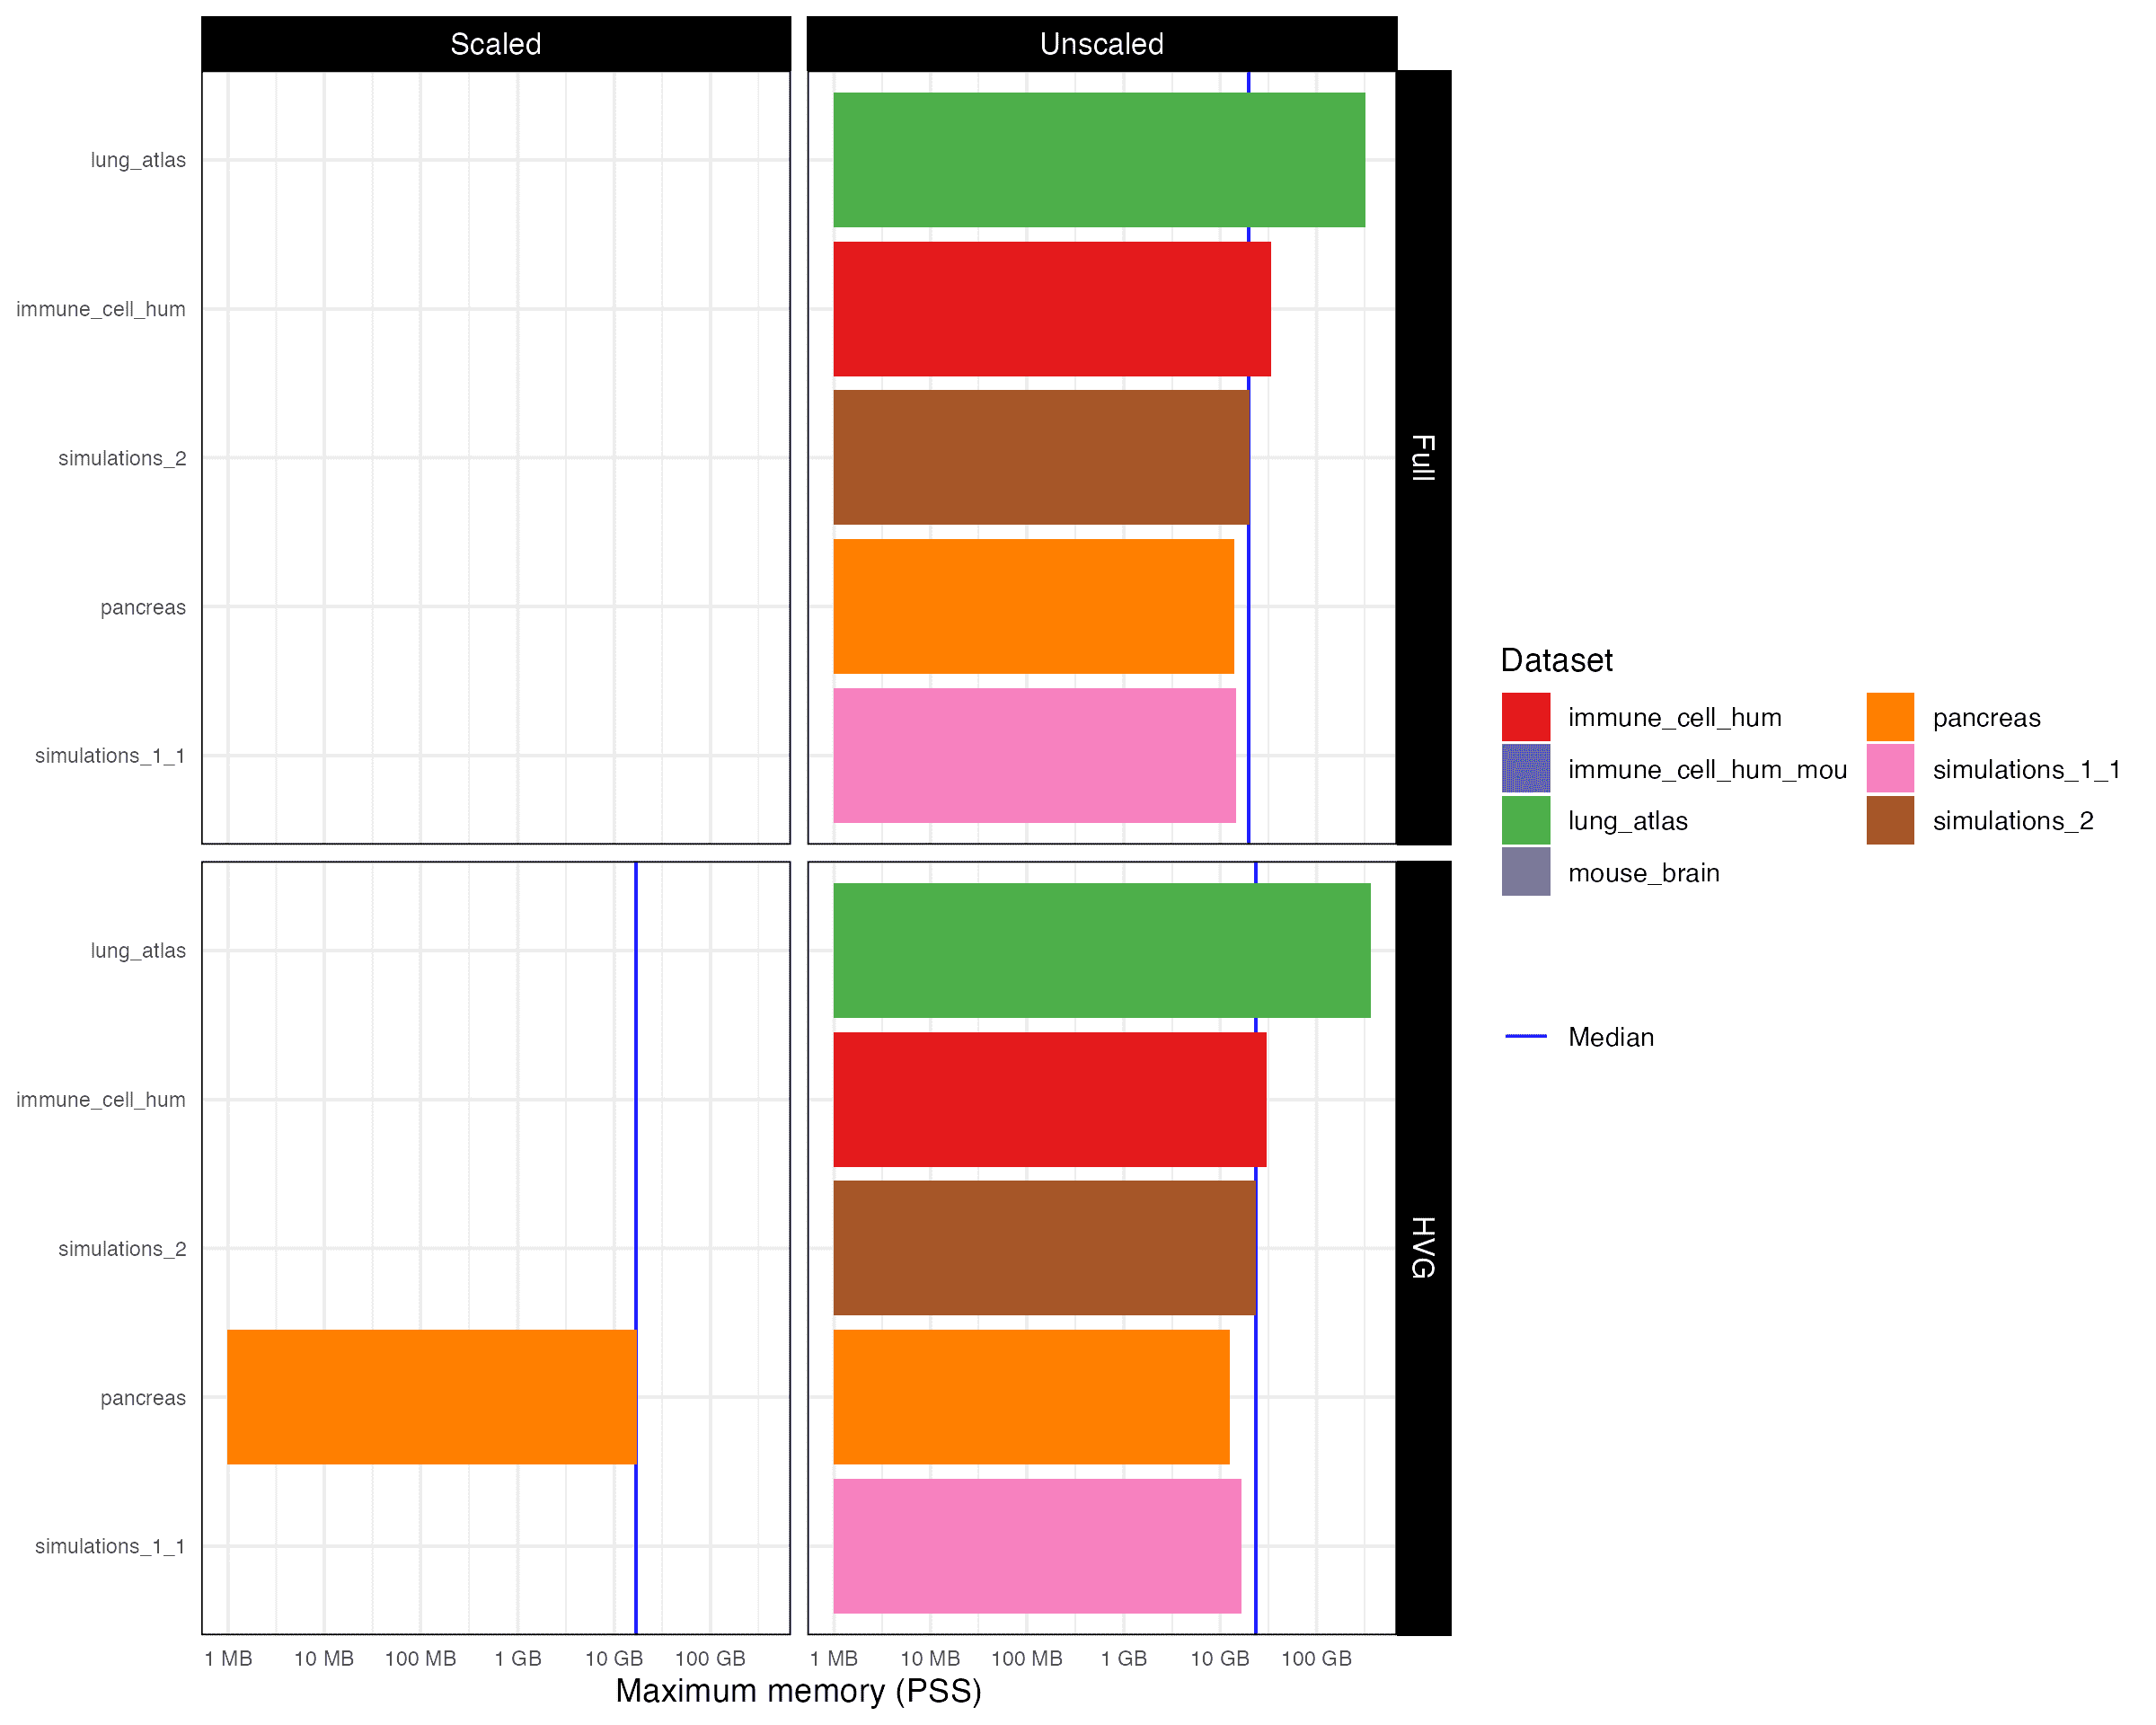 Scaled
Unscaled
lung_atlas
immune_cell_hum
simulations_2
pancreas
simulations_1_1
Full
lung_atlas
immune_cell_hum
simulations_2
pancreas
simulations_1_1
HVG
1 MB 10 MB 100 MB 1 GB 10 GB 100 GB
1 MB 10 MB 100 MB 1 GB 10 GB 100 GB
Maximum memory (PSS)
Dataset
immune_cell_hum
immune_cell_hum_mou
lung_atlas
mouse_brain
pancreas
simulations_1_1
simulations_2
Median